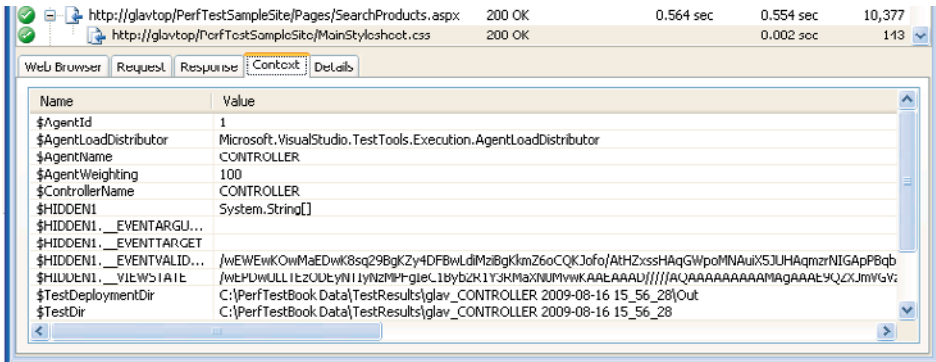 http://glavtop/PerfTestSampleSite/Pages/SearchProducts.aspx 200 OK 0.564 sec 0.554 sec 10,377
http://glavtop/PerfTestSampleSite/MainStylesheet.css 200 OK 0.002 sec 143
Web Browser Request Response Context Details
Name Value
$AgentId 1
$AgentLoadDistributor Microsoft.VisualStudio.TestTools.Execution.AgentLoadDistributor
$AgentName CONTROLLER
$AgentWeighting 100
$ControllerName CONTROLLER
$HIDDEN1 System.String[]
$HIDDEN1.__EVENTARGU...
$HIDDEN1.__EVENTTARGET
$HIDDEN1.__EVENTVALID...
$HIDDEN1.__VIEWSTATE
$TestDeploymentDir C:\PerfTestBook Data\TestResults\glav_CONTROLLER 2009-08-16 15_56_28\Out
$TestDir C:\PerfTestBook Data\TestResults\glav_CONTROLLER 2009-08-16 15_56_28